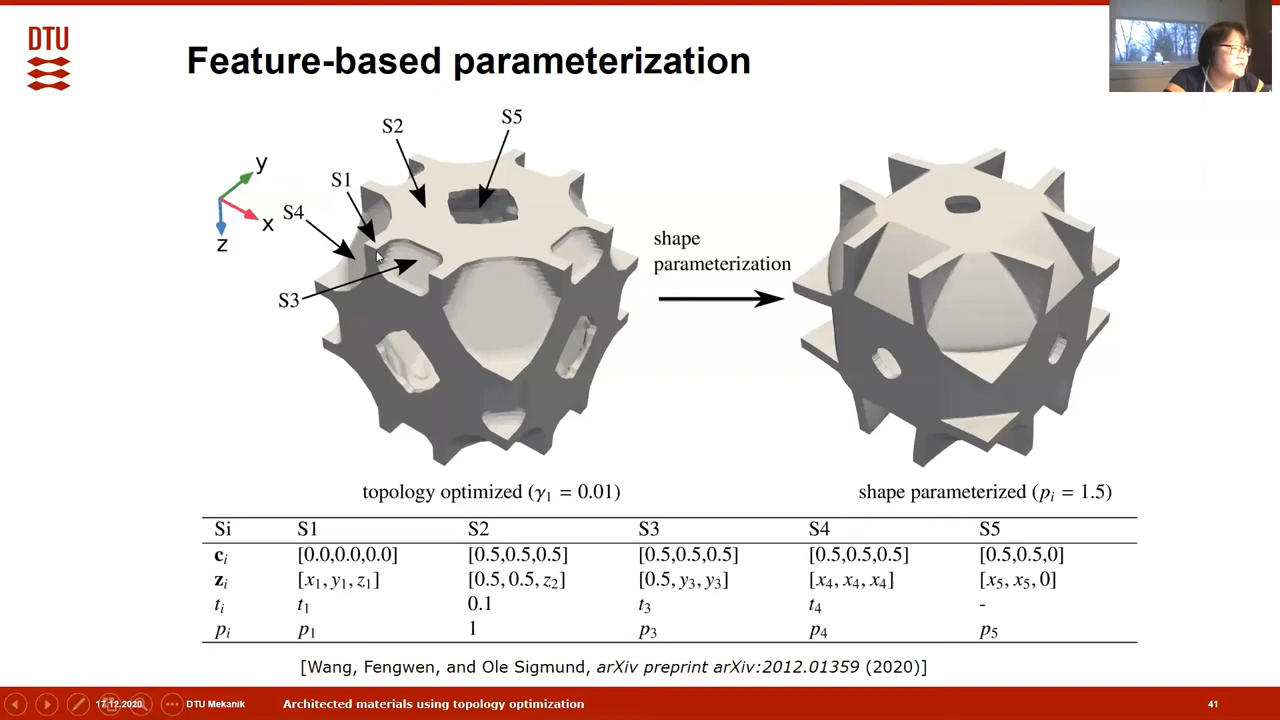 DTU
Feature-based parameterization
S5
S2
S1
S4
S3
y
x
z
shape
parameterization
topology optimized (γ₁ = 0.01)
shape parameterized (pᵢ = 1.5)
Si S1 S2 S3 S4 S5
cᵢ [0.0,0.0,0.0] [0.5,0.5,0.5] [0.5,0.5,0.5] [0.5,0.5,0.5] [0.5,0.5,0]
zᵢ [x₁, y₁, z₁] [0.5, 0.5, z₂] [0.5, y₃, y₃] [x₄, x₄, x₄] [x₅, x₅, 0]
tᵢ t₁ 0.1 t₃ t₄ -
pᵢ p₁ 1 p₃ p₄ p₅
[Wang, Fengwen, and Ole Sigmund, arXiv preprint arXiv:2012.01359 (2020)]
17.12.2020 DTU Mekanik Architected materials using topology optimization 41